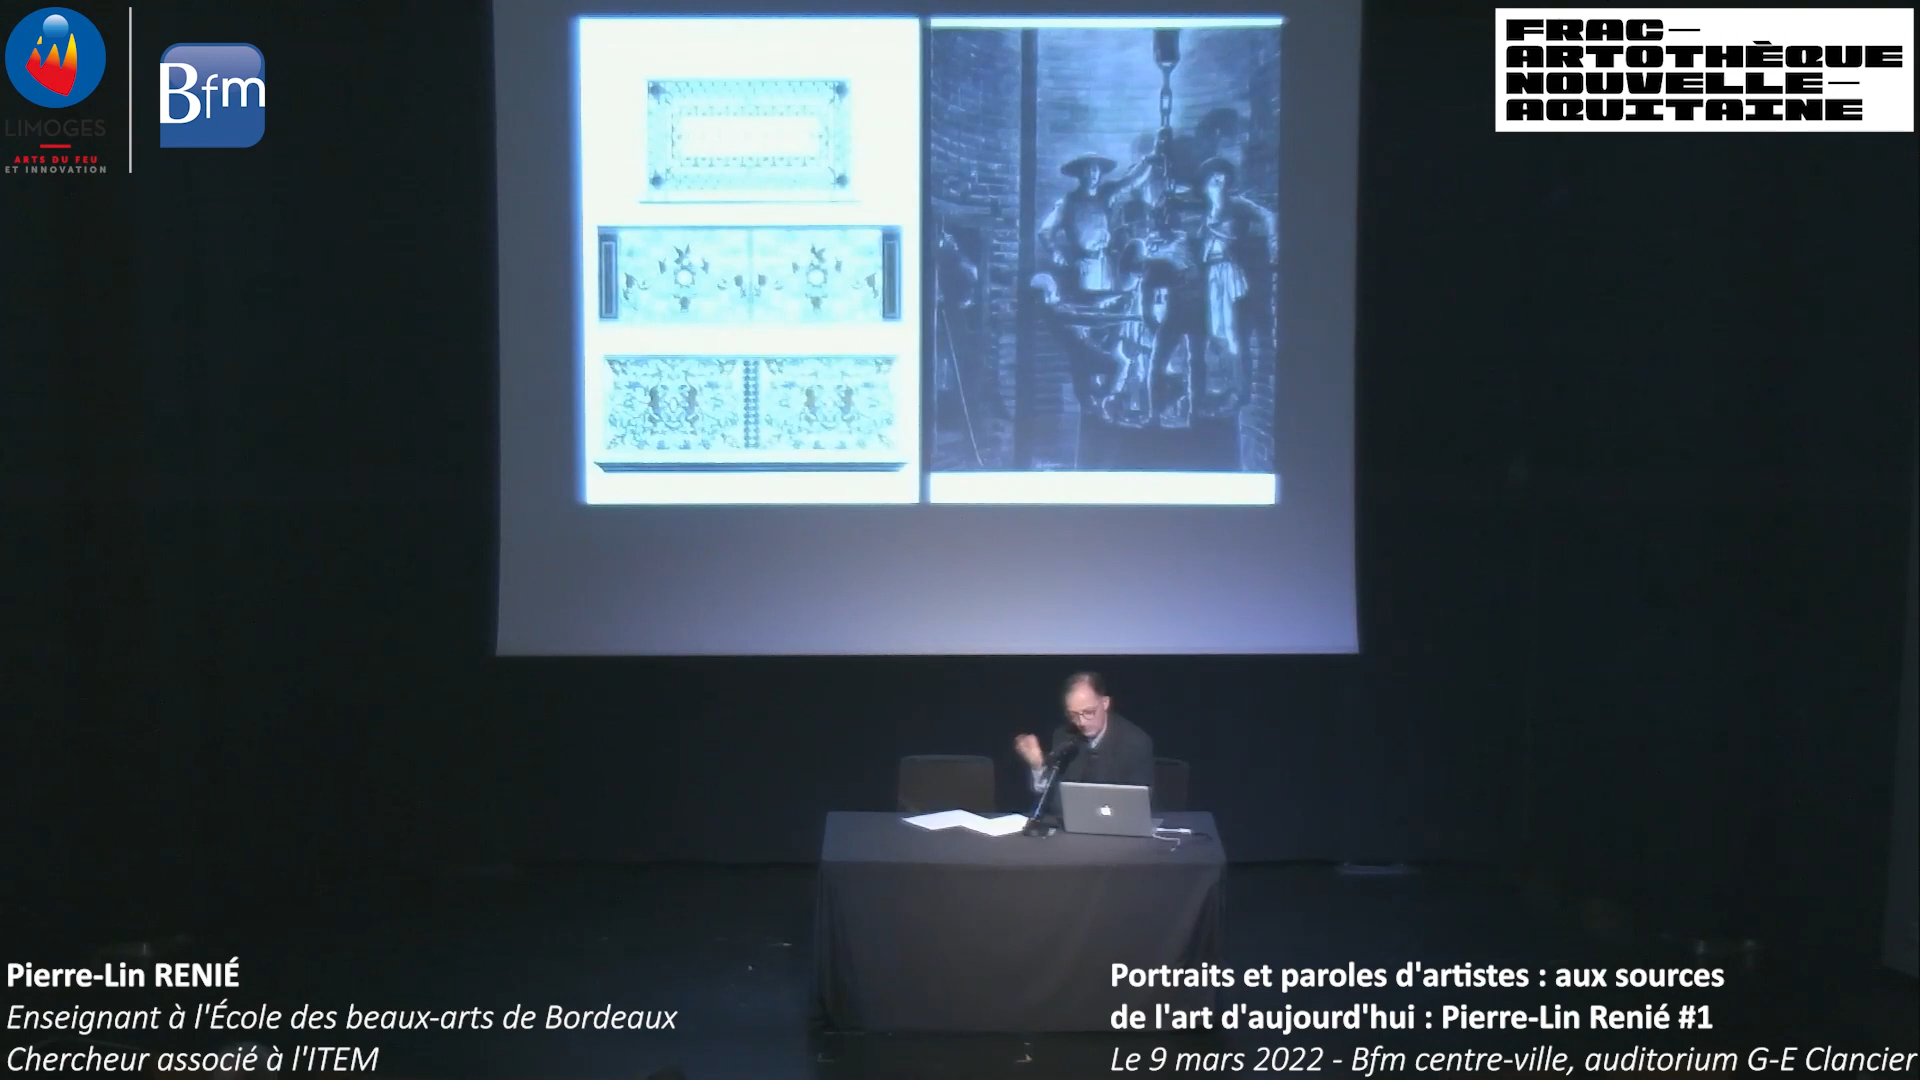 LIMOGES
ARTS DU FEU
ET INNOVATION
Bfm
FRAC–
ARTOTHÈQUE
NOUVELLE–
AQUITAINE
Pierre-Lin RENIÉ
Enseignant à l'École des beaux-arts de Bordeaux
Chercheur associé à l'ITEM
Portraits et paroles d'artistes : aux sources
de l'art d'aujourd'hui : Pierre-Lin Renié #1
Le 9 mars 2022 - Bfm centre-ville, auditorium G-E Clancier